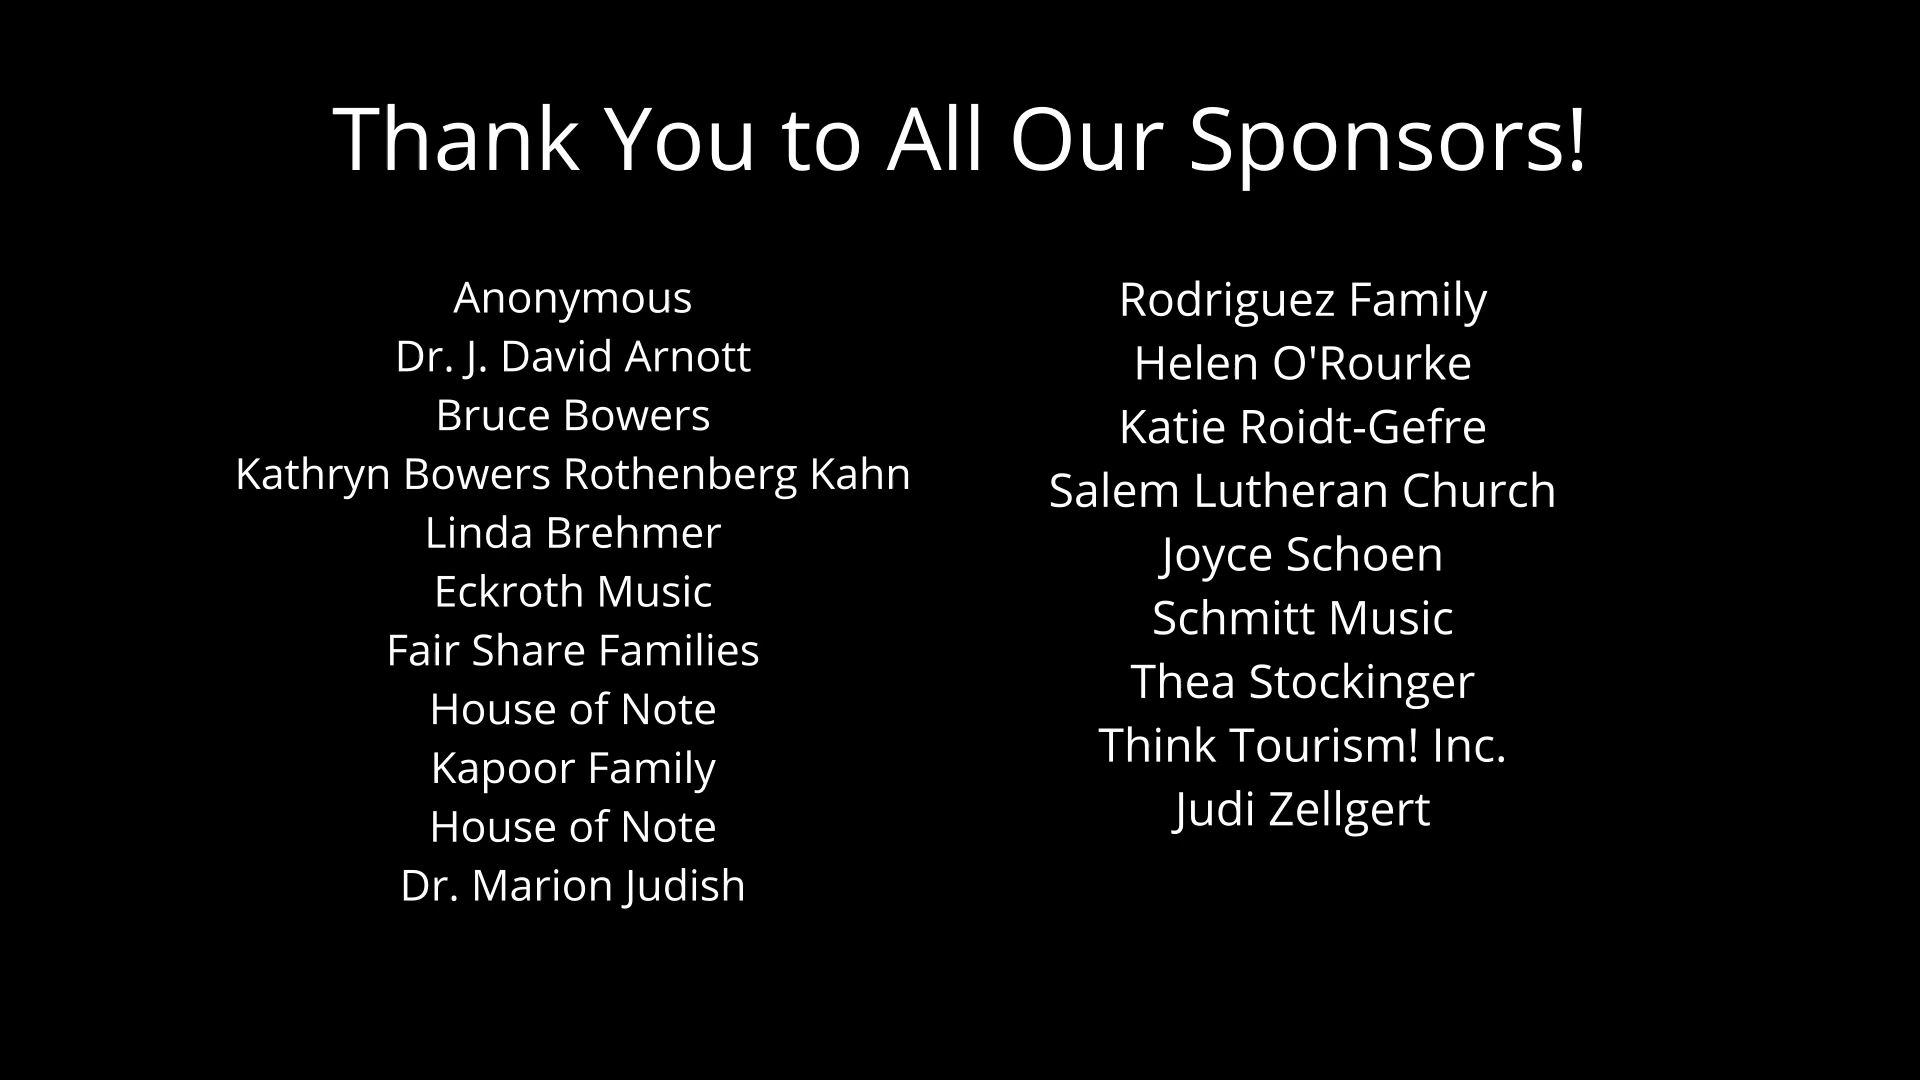 Thank You to All Our Sponsors!
Anonymous
Dr. J. David Arnott
Bruce Bowers
Kathryn Bowers Rothenberg Kahn
Linda Brehmer
Eckroth Music
Fair Share Families
House of Note
Kapoor Family
House of Note
Dr. Marion Judish
Rodriguez Family
Helen O'Rourke
Katie Roidt-Gefre
Salem Lutheran Church
Joyce Schoen
Schmitt Music
Thea Stockinger
Think Tourism! Inc.
Judi Zellgert